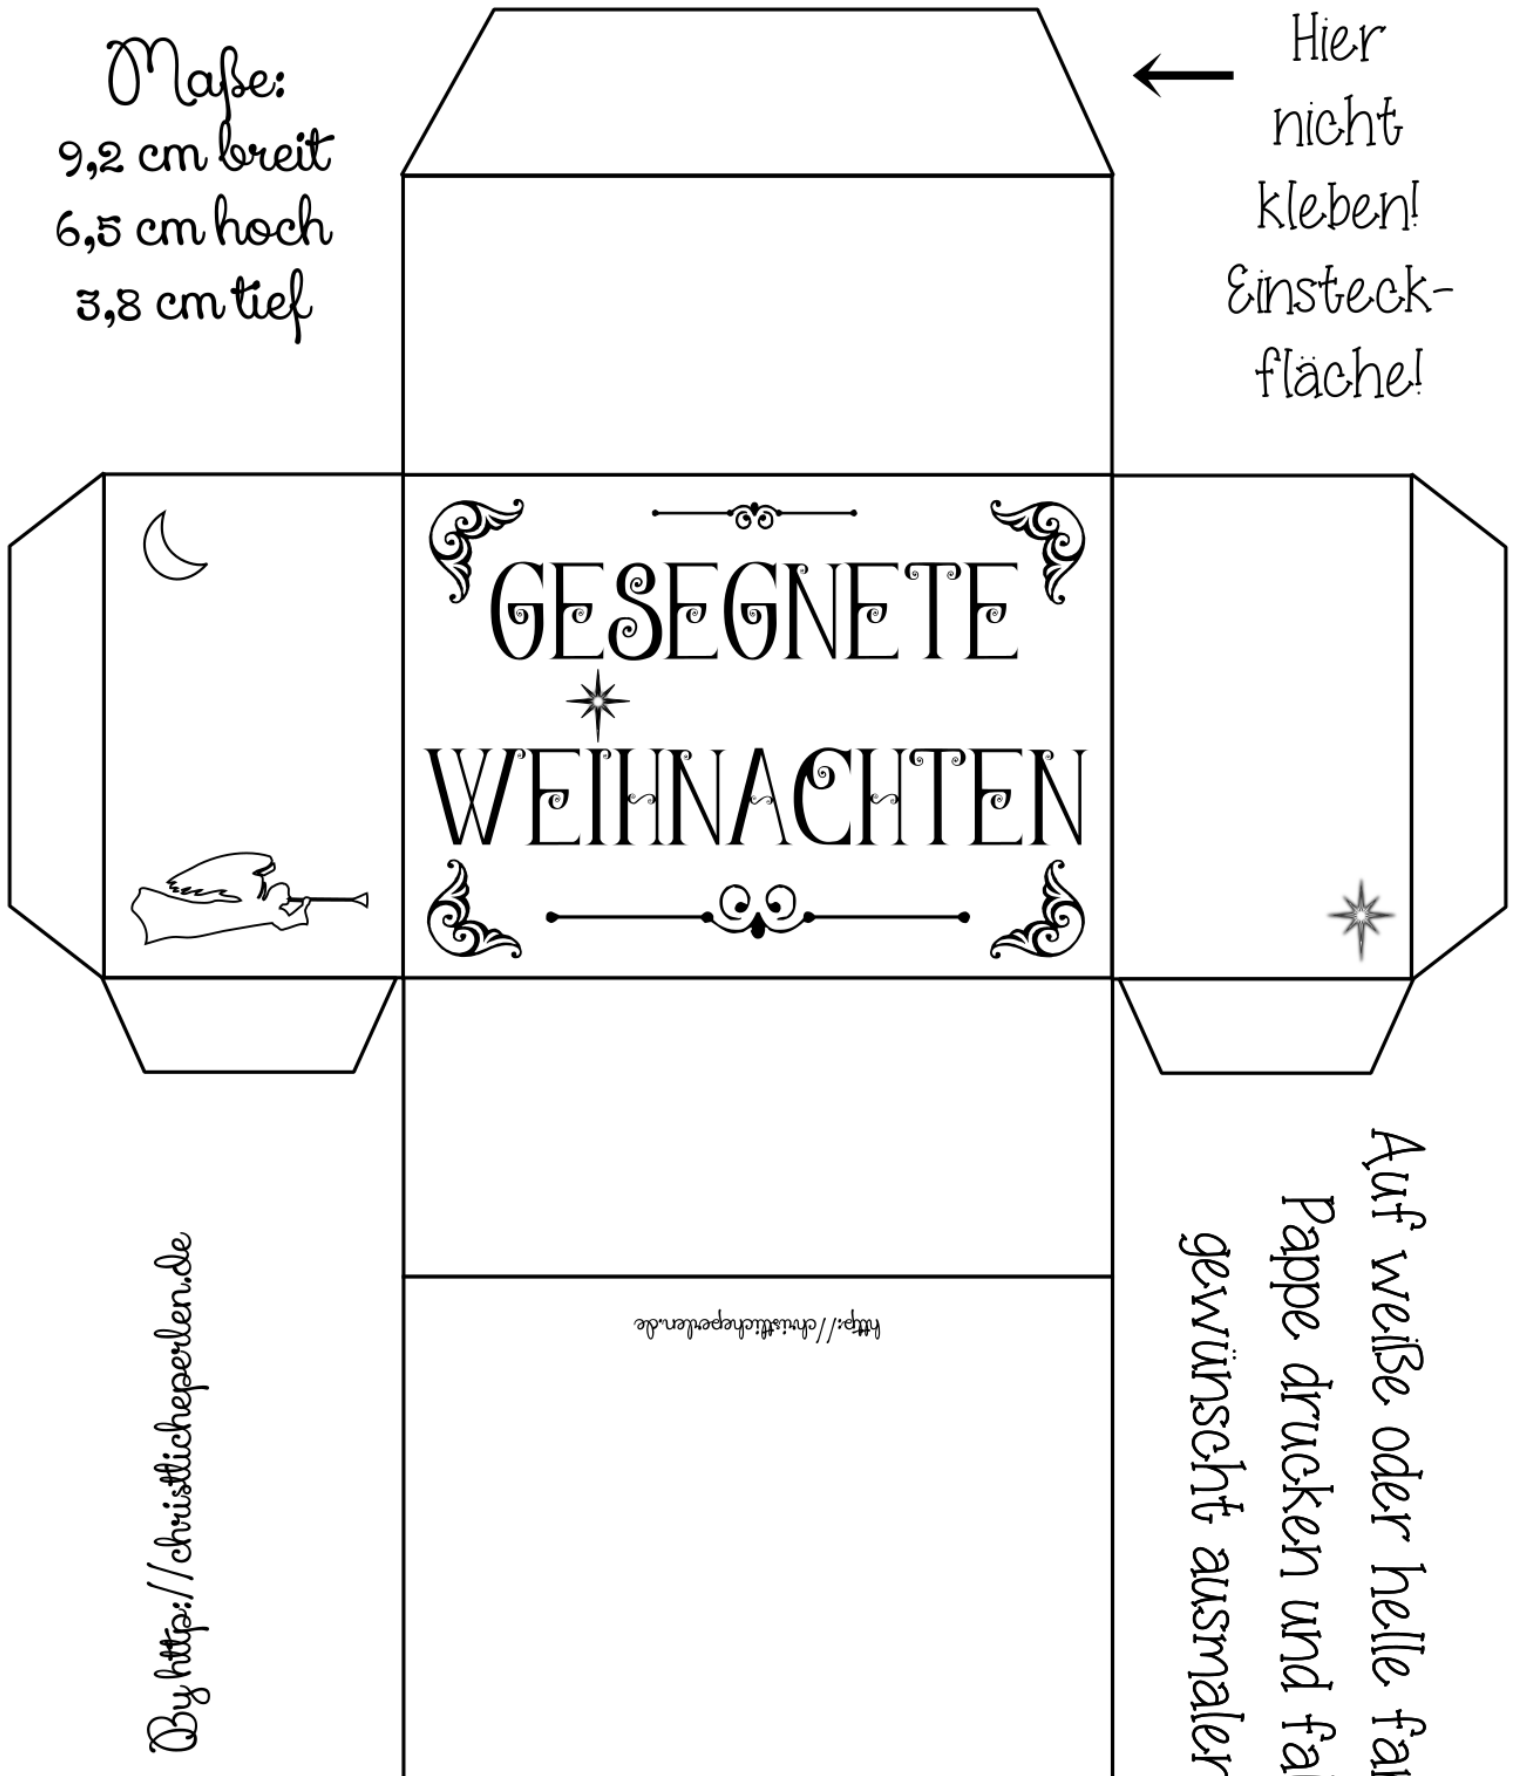 Maße:
9,2 cm breit
6,5 cm hoch
3,8 cm tief
Hier
nicht
kleben!
Einsteck-
fläche!
GESEGNETE
WEIHNACHTEN
http://christlicheperlen.de
By http://christlicheperlen.de
Auf weiße oder helle
Pappe drucken und
gewünscht